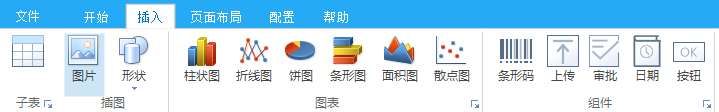 文件 开始 插入 页面布局 配置 帮助
图片 形状 柱状图 折线图 饼图 条形图 面积图 散点图 条形码 上传 审批 日期 OK 按钮
子表 插图 图表 组件